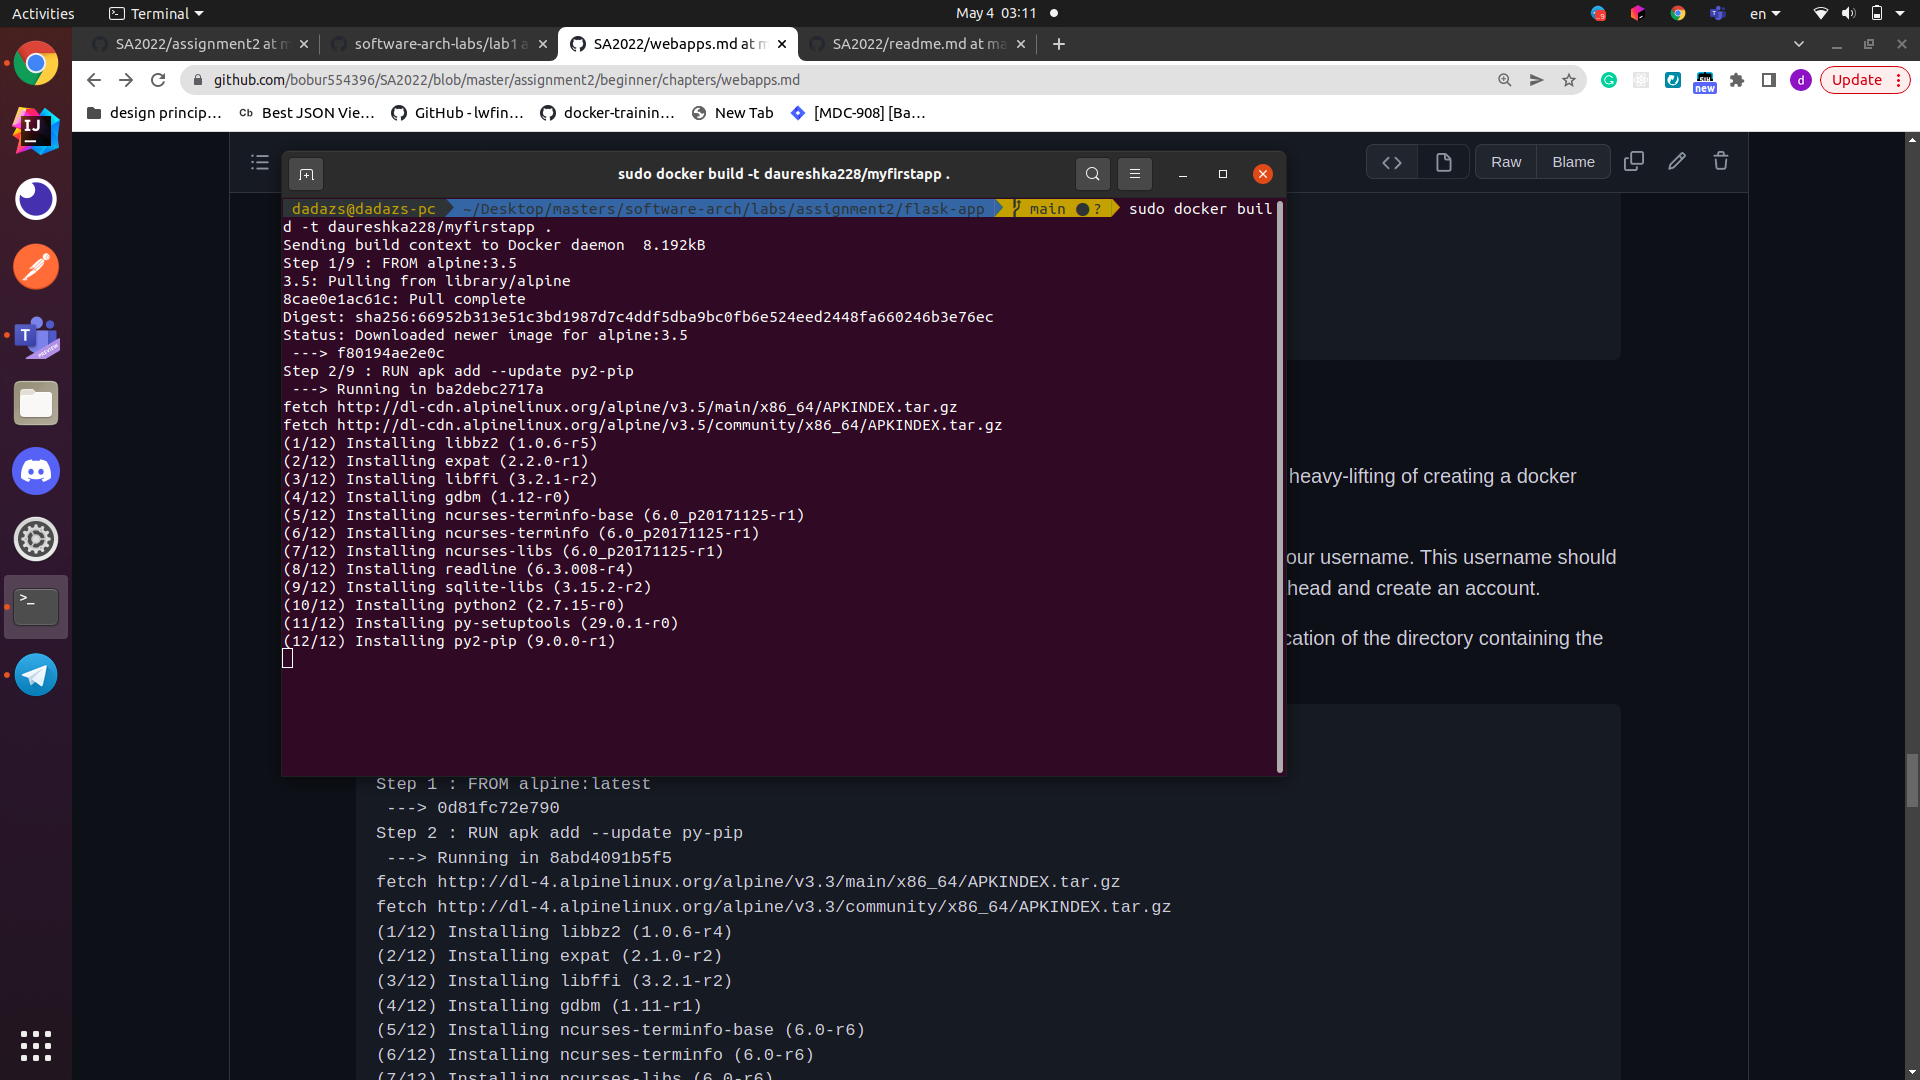 Activities
Terminal
May 4 03:11
en
SA2022/assignment2 at m
software-arch-labs/lab1 a
SA2022/webapps.md at m
SA2022/readme.md at ma
github.com/bobur554396/SA2022/blob/master/assignment2/beginner/chapters/webapps.md
new
d
Update
design princip…
Cb Best JSON Vie…
GitHub - lwfin…
docker-trainin…
New Tab
[MDC-908] [Ba…
Raw
Blame
sudo docker build -t daureshka228/myfirstapp .
dadazs@dadazs-pc ~/Desktop/masters/software-arch/labs/assignment2/flask-app main ●? sudo docker buil
d -t daureshka228/myfirstapp .
Sending build context to Docker daemon  8.192kB
Step 1/9 : FROM alpine:3.5
3.5: Pulling from library/alpine
8cae0e1ac61c: Pull complete
Digest: sha256:66952b313e51c3bd1987d7c4ddf5dba9bc0fb6e524eed2448fa660246b3e76ec
Status: Downloaded newer image for alpine:3.5
 ---> f80194ae2e0c
Step 2/9 : RUN apk add --update py2-pip
 ---> Running in ba2debc2717a
fetch http://dl-cdn.alpinelinux.org/alpine/v3.5/main/x86_64/APKINDEX.tar.gz
fetch http://dl-cdn.alpinelinux.org/alpine/v3.5/community/x86_64/APKINDEX.tar.gz
(1/12) Installing libbz2 (1.0.6-r5)
(2/12) Installing expat (2.2.0-r1)
(3/12) Installing libffi (3.2.1-r2)
(4/12) Installing gdbm (1.12-r0)
(5/12) Installing ncurses-terminfo-base (6.0_p20171125-r1)
(6/12) Installing ncurses-terminfo (6.0_p20171125-r1)
(7/12) Installing ncurses-libs (6.0_p20171125-r1)
(8/12) Installing readline (6.3.008-r4)
(9/12) Installing sqlite-libs (3.15.2-r2)
(10/12) Installing python2 (2.7.15-r0)
(11/12) Installing py-setuptools (29.0.1-r0)
(12/12) Installing py2-pip (9.0.0-r1)
heavy-lifting of creating a docker
our username. This username should
head and create an account.
cation of the directory containing the
Step 1 : FROM alpine:latest
 ---> 0d81fc72e790
Step 2 : RUN apk add --update py-pip
 ---> Running in 8abd4091b5f5
fetch http://dl-4.alpinelinux.org/alpine/v3.3/main/x86_64/APKINDEX.tar.gz
fetch http://dl-4.alpinelinux.org/alpine/v3.3/community/x86_64/APKINDEX.tar.gz
(1/12) Installing libbz2 (1.0.6-r4)
(2/12) Installing expat (2.1.0-r2)
(3/12) Installing libffi (3.2.1-r2)
(4/12) Installing gdbm (1.11-r1)
(5/12) Installing ncurses-terminfo-base (6.0-r6)
(6/12) Installing ncurses-terminfo (6.0-r6)
(7/12) Installing ncurses-libs (6.0-r6)